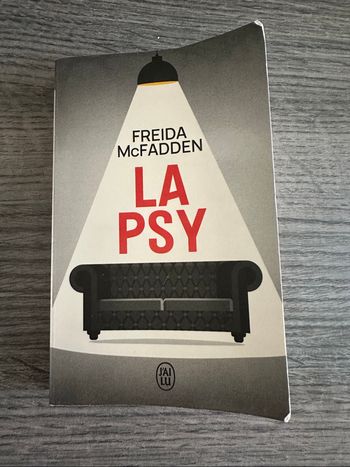 FREIDA
McFADDEN
LA
PSY
J'AI
LU